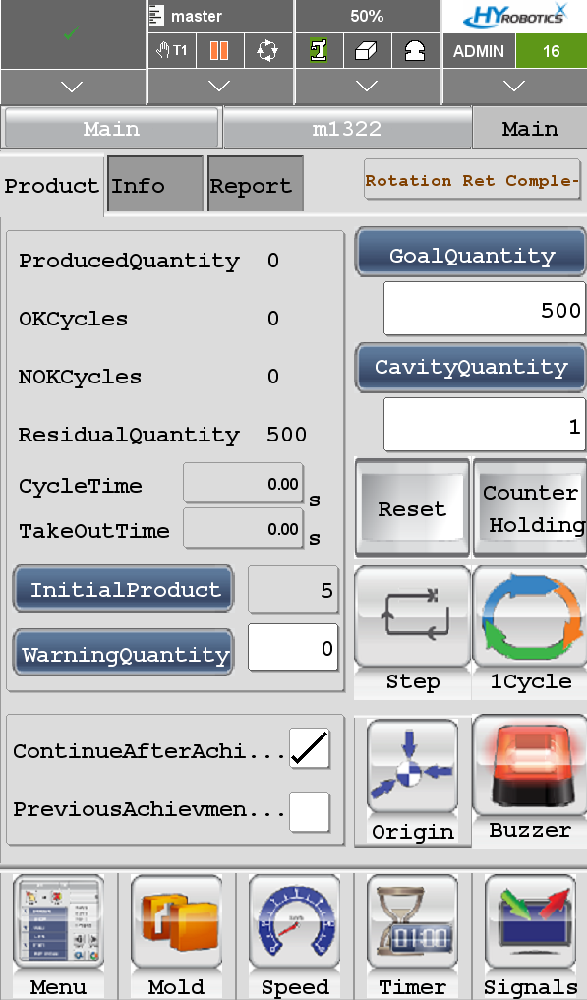 master
50%
HYROBOTICS
T1
ADMIN
16
Main
m1322
Main
Product
Info
Report
Rotation Ret Comple-
ProducedQuantity 0
OKCycles 0
NOKCycles 0
ResidualQuantity 500
CycleTime 0.00 s
TakeOutTime 0.00 s
InitialProduct 5
WarningQuantity 0
GoalQuantity
500
CavityQuantity
1
Reset
Counter
Holding
Step
1Cycle
ContinueAfterAchi...
PreviousAchievmen...
Origin
Buzzer
01:00
Menu
Mold
Speed
Timer
Signals